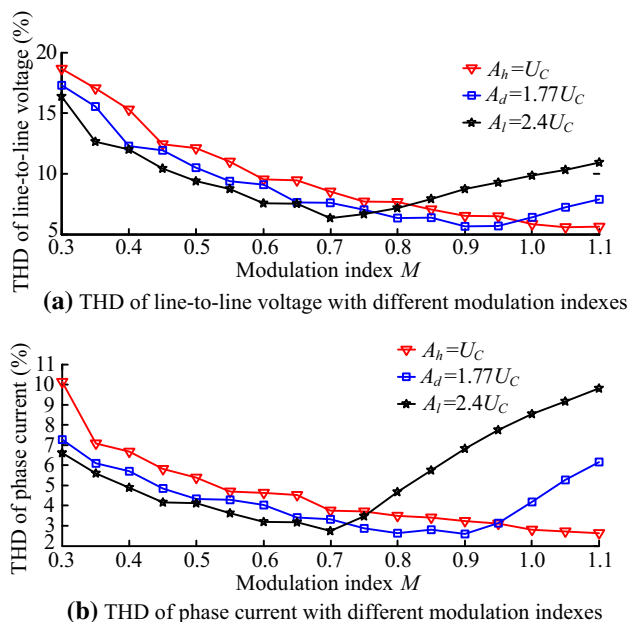 THD of line-to-line voltage (%)
20
15
10
5
A_h=U_C
A_d=1.77U_C
A_l=2.4U_C
0.3 0.4 0.5 0.6 0.7 0.8 0.9 1.0 1.1
Modulation index M
(a) THD of line-to-line voltage with different modulation indexes
THD of phase current (%)
11
10
9
8
7
6
5
4
3
2
A_h=U_C
A_d=1.77U_C
A_l=2.4U_C
0.3 0.4 0.5 0.6 0.7 0.8 0.9 1.0 1.1
Modulation index M
(b) THD of phase current with different modulation indexes